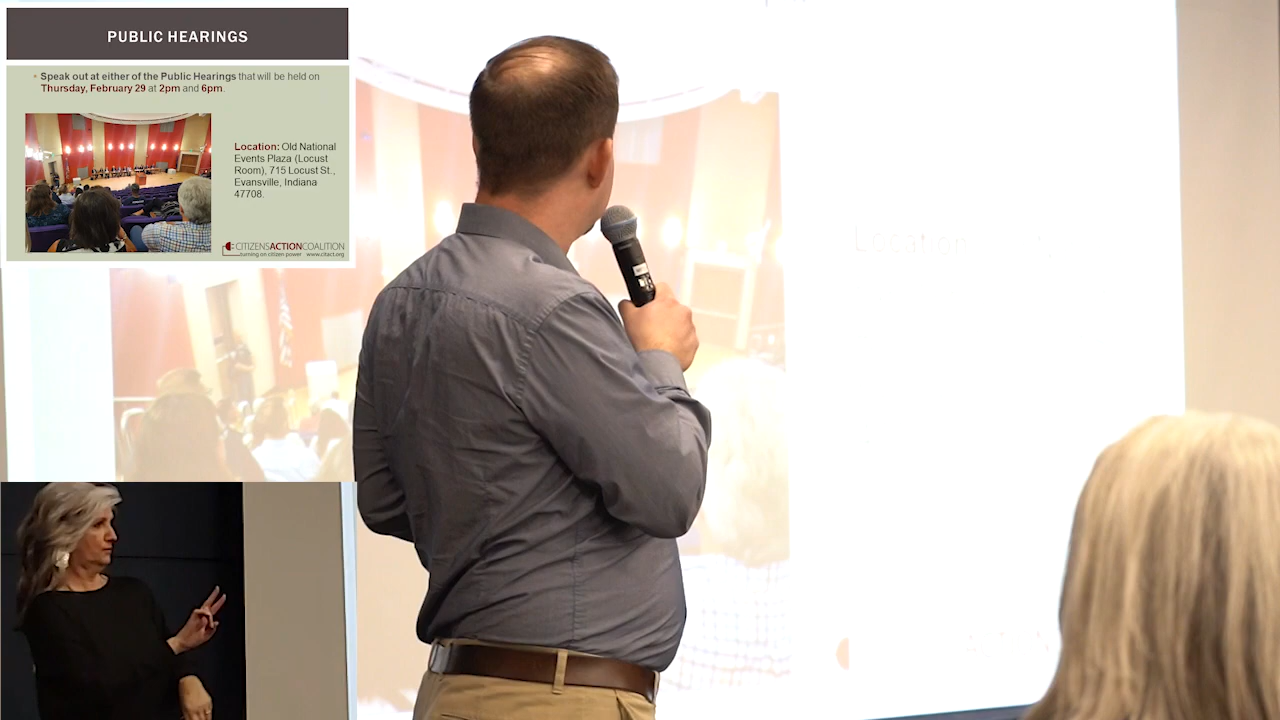 PUBLIC HEARINGS
• Speak out at either of the Public Hearings that will be held on
Thursday, February 29 at 2pm and 6pm.
Location: Old National
Events Plaza (Locust
Room), 715 Locust St.,
Evansville, Indiana
47708.
CITIZENSACTIONCOALITION
turning on citizen power www.citact.org
Location